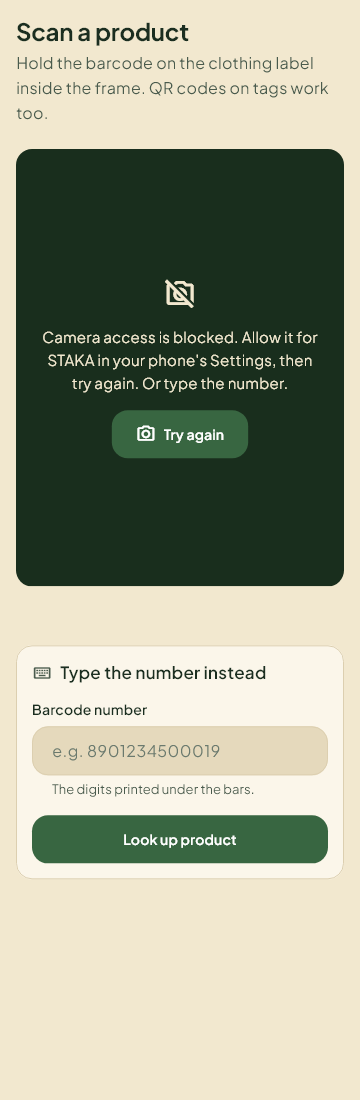 Scan a product
Hold the barcode on the clothing label
inside the frame. QR codes on tags work
too.
Camera access is blocked. Allow it for
STAKA in your phone's Settings, then
try again. Or type the number.
Try again
Type the number instead
Barcode number
e.g. 8901234500019
The digits printed under the bars.
Look up product